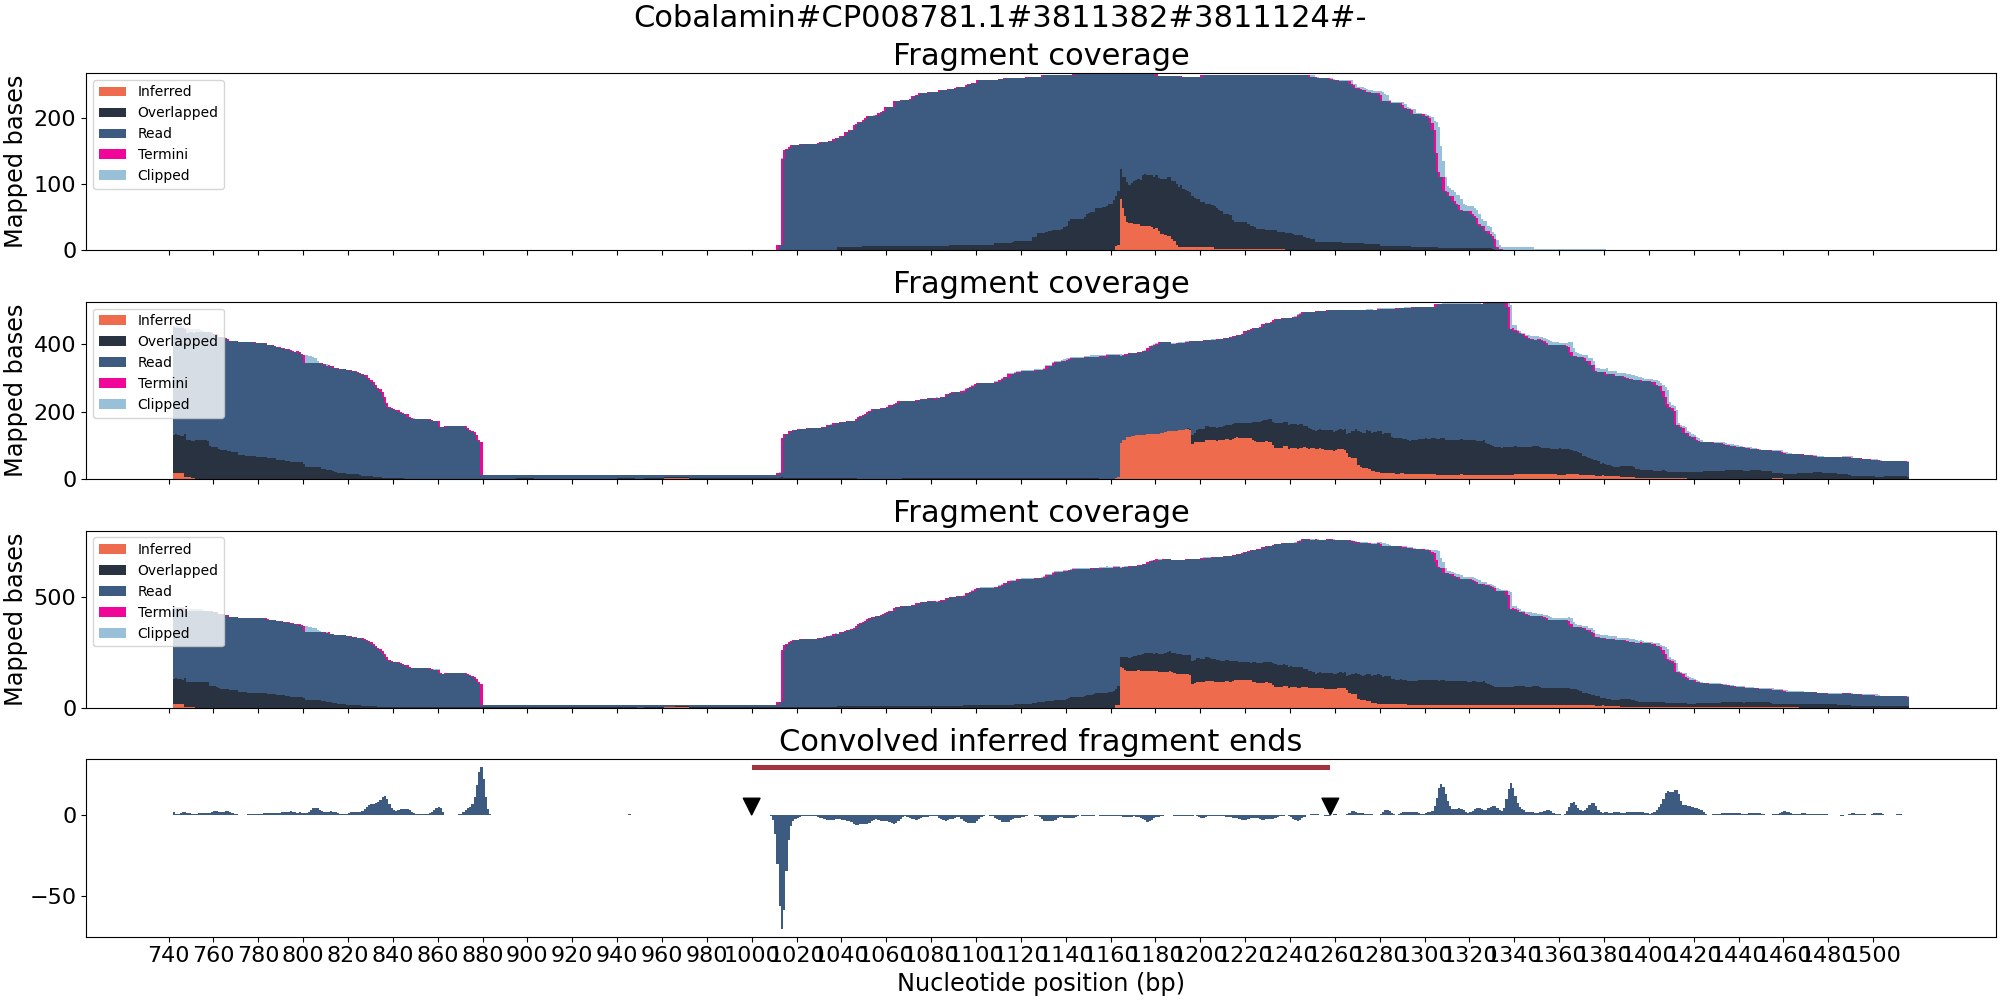 Cobalamin#CP008781.1#3811382#3811124#-
Fragment coverage
Mapped bases
200
100
0
Inferred
Overlapped
Read
Termini
Clipped
Fragment coverage
Mapped bases
400
200
0
Inferred
Overlapped
Read
Termini
Clipped
Fragment coverage
Mapped bases
500
0
Inferred
Overlapped
Read
Termini
Clipped
Convolved inferred fragment ends
0
−50
740 760 780 800 820 840 860 880 900 920 940 960 980 1000 1020 1040 1060 1080 1100 1120 1140 1160 1180 1200 1220 1240 1260 1280 1300 1320 1340 1360 1380 1400 1420 1440 1460 1480 1500
Nucleotide position (bp)